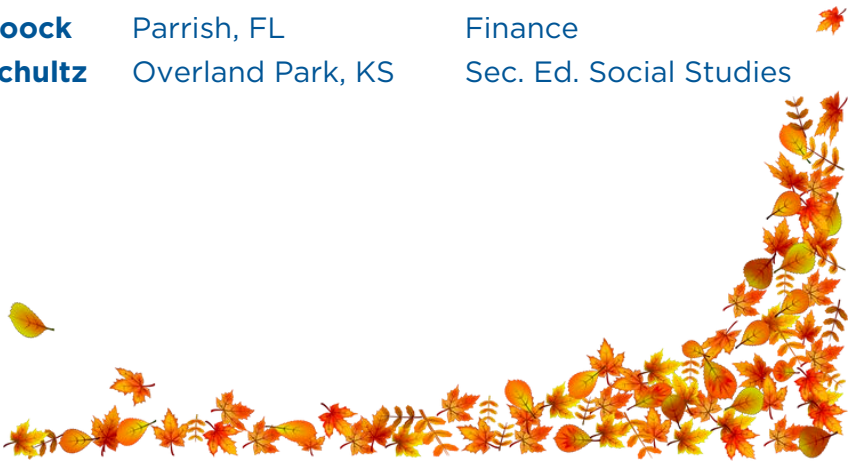 oock Parrish, FL Finance
chultz Overland Park, KS Sec. Ed. Social Studies